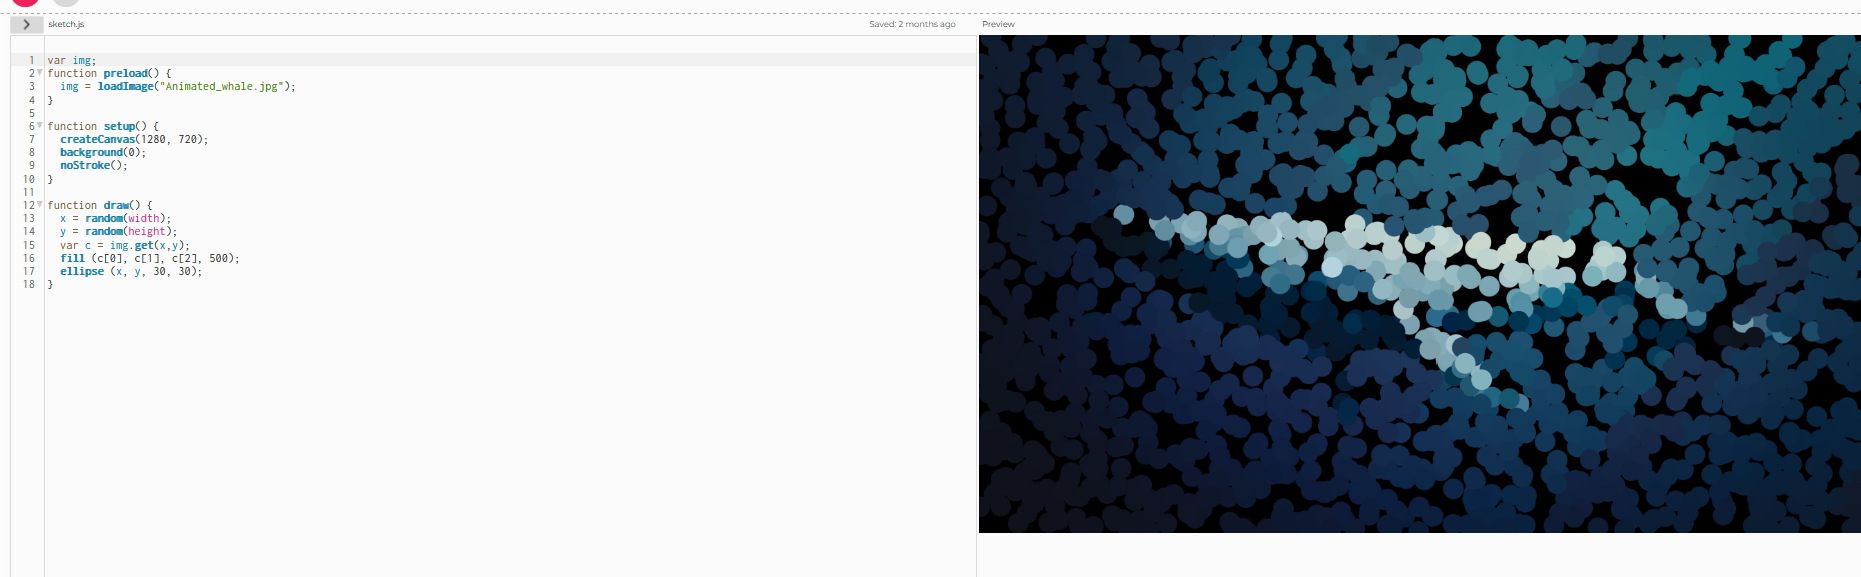 sketch.js
Saved: 2 months ago
Preview
1 var img;
2 function preload() {
3   img = loadImage("Animated_whale.jpg");
4 }
5
6 function setup() {
7   createCanvas(1280, 720);
8   background(0);
9   noStroke();
10 }
11
12 function draw() {
13   x = random(width);
14   y = random(height);
15   var c = img.get(x,y);
16   fill (c[0], c[1], c[2], 500);
17   ellipse (x, y, 30, 30);
18 }